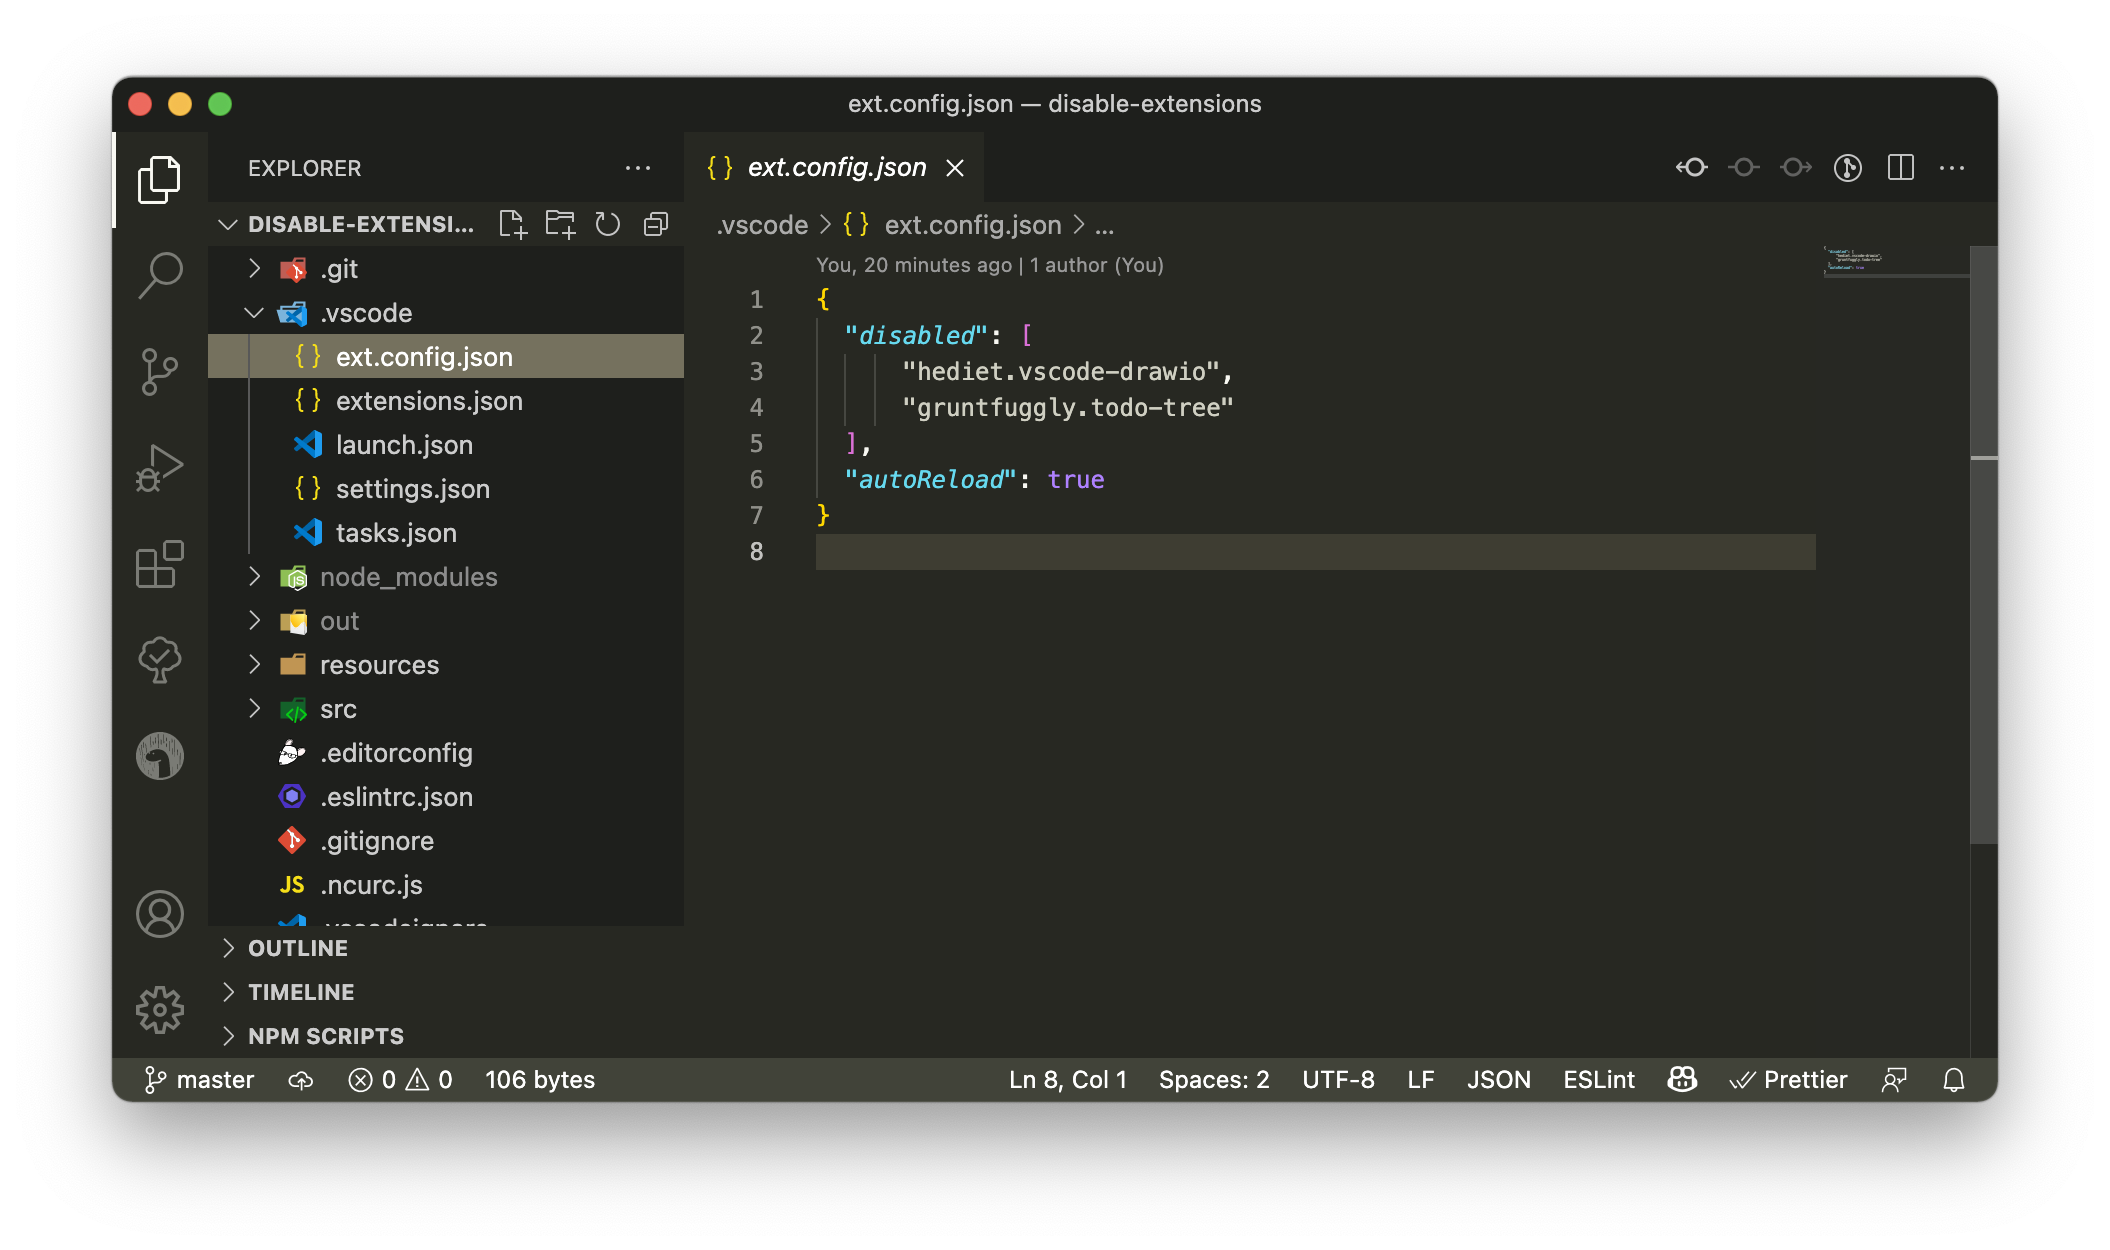 ext.config.json — disable-extensions
EXPLORER
ext.config.json
DISABLE-EXTENSI...
.git
.vscode
ext.config.json
extensions.json
launch.json
settings.json
tasks.json
node_modules
out
resources
src
.editorconfig
.eslintrc.json
.gitignore
JS .ncurc.js
.vscodeignore
OUTLINE
TIMELINE
NPM SCRIPTS
.vscode > {} ext.config.json > ...
You, 20 minutes ago | 1 author (You)
1 {
2 "disabled": [
3 "hediet.vscode-drawio",
4 "gruntfuggly.todo-tree"
5 ],
6 "autoReload": true
7 }
8
master 0 0 106 bytes Ln 8, Col 1 Spaces: 2 UTF-8 LF JSON ESLint Prettier